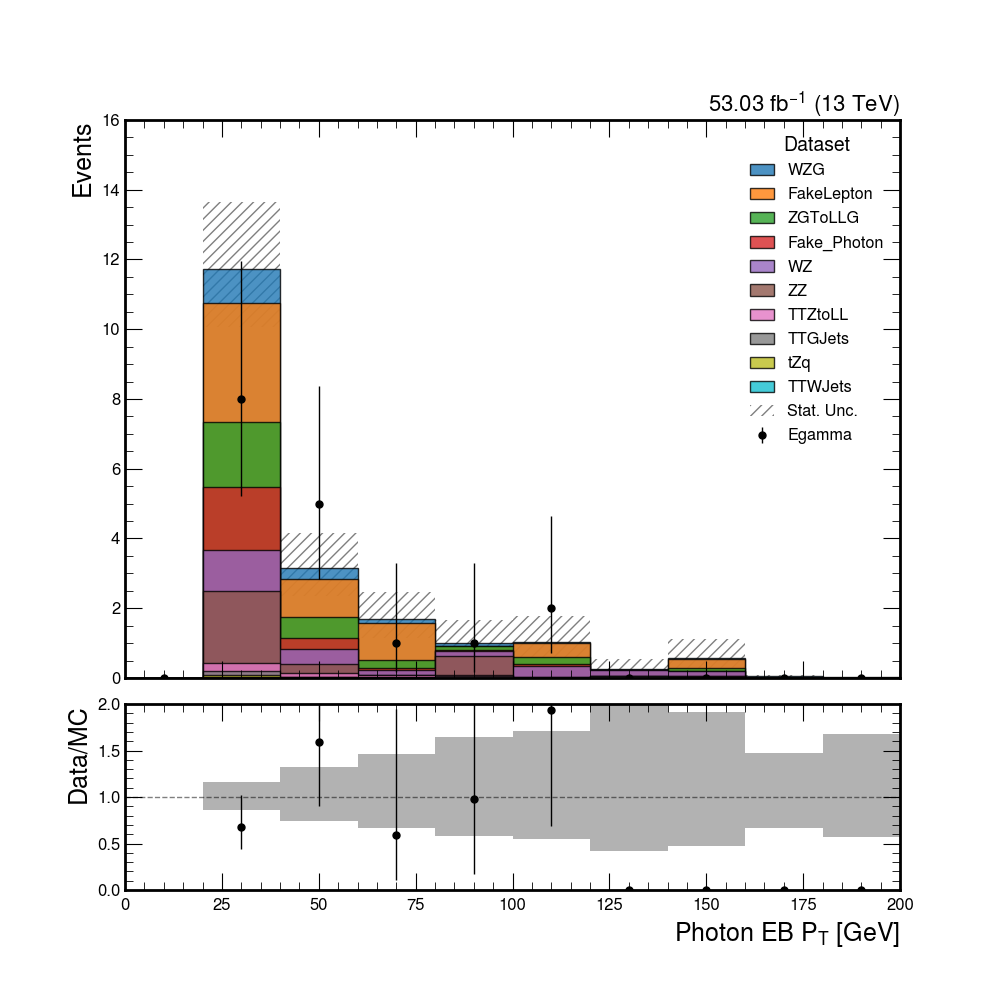 53.03 fb⁻¹ (13 TeV)
Events
16
14
12
10
8
6
4
2
0
Dataset
WZG
FakeLepton
ZGToLLG
Fake_Photon
WZ
ZZ
TTZtoLL
TTGJets
tZq
TTWJets
Stat. Unc.
Egamma
Data/MC
2.0
1.5
1.0
0.5
0.0
0 25 50 75 100 125 150 175 200
Photon EB P_T [GeV]